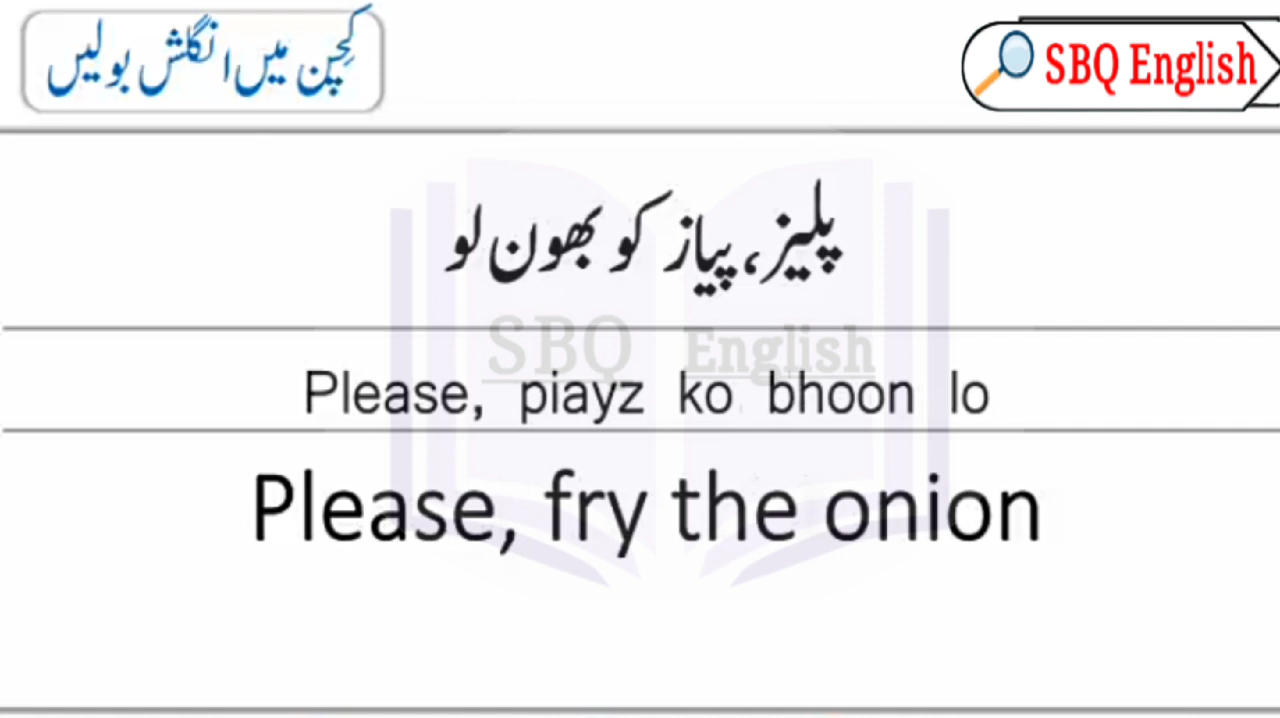 کچن میں انگلش بولیں
SBQ English
پلیز، پیاز کو بھون لو
SBQ English
Please, piayz ko bhoon lo
Please, fry the onion